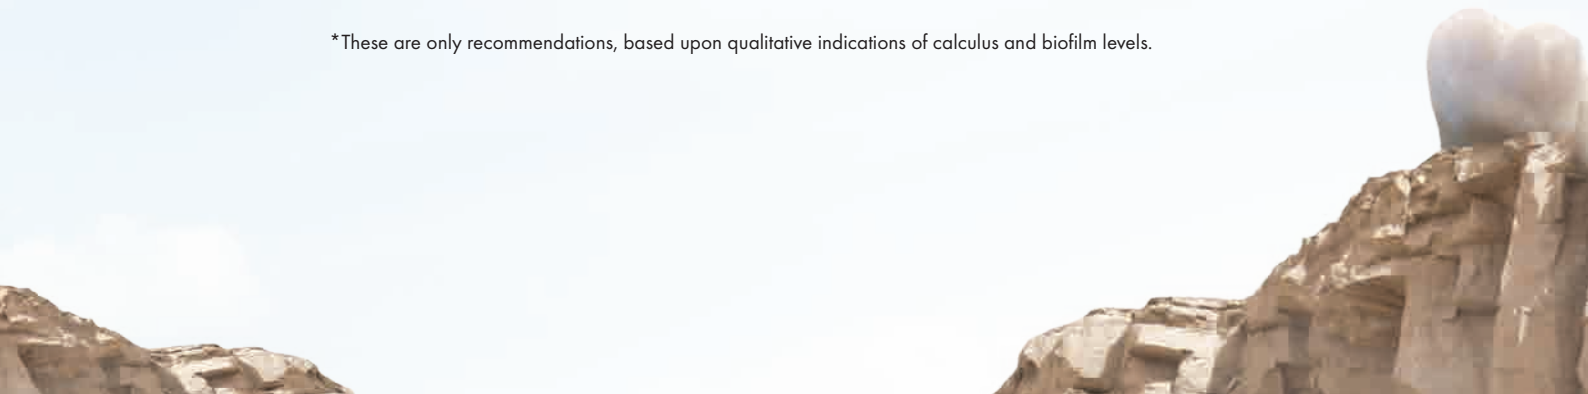 *These are only recommendations, based upon qualitative indications of calculus and biofilm levels.